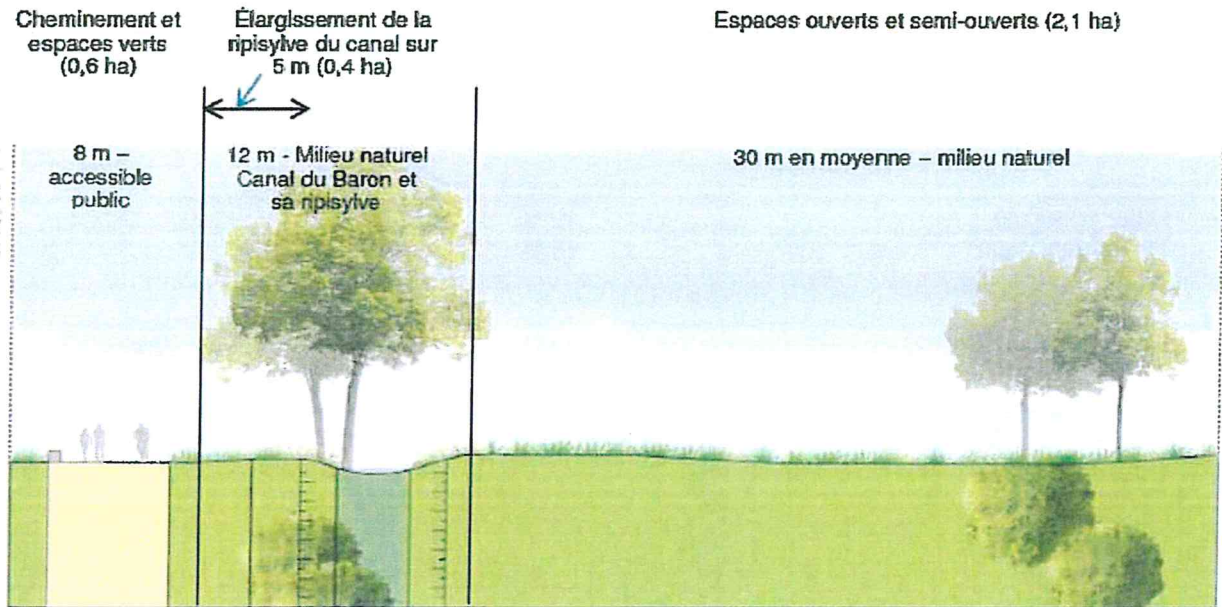 Cheminement et
espaces verts
(0,6 ha)
Élargissement de la
ripisylve du canal sur
5 m (0,4 ha)
Espaces ouverts et semi-ouverts (2,1 ha)
8 m –
accessible
public
12 m - Milieu naturel
Canal du Baron et
sa ripisylve
30 m en moyenne – milieu naturel